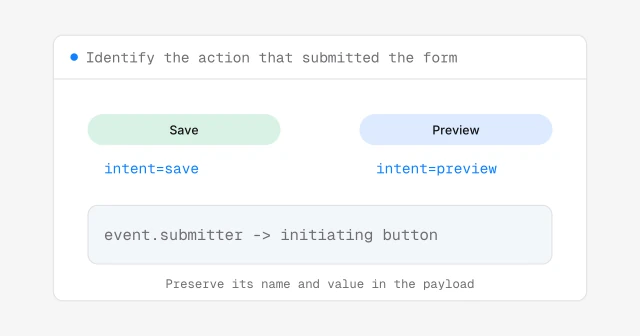 Identify the action that submitted the form
Save
Preview
intent=save
intent=preview
event.submitter -> initiating button
Preserve its name and value in the payload